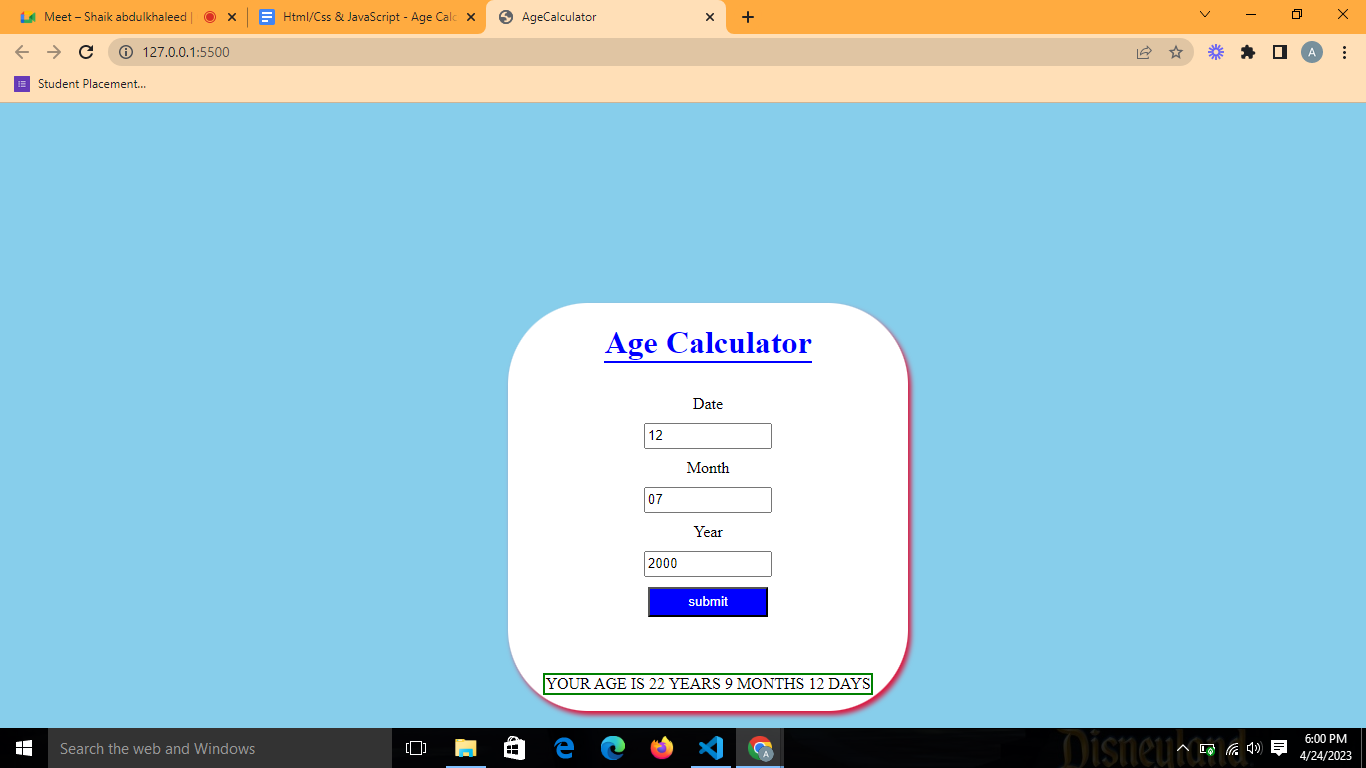 Meet – Shaik abdulkhaleed |
Html/Css & JavaScript - Age Calc
AgeCalculator
127.0.0.1:5500
A
Student Placement...
Age Calculator
Date
12
Month
07
Year
2000
submit
YOUR AGE IS 22 YEARS 9 MONTHS 12 DAYS
Search the web and Windows
A
Disneyland
6:00 PM
4/24/2023